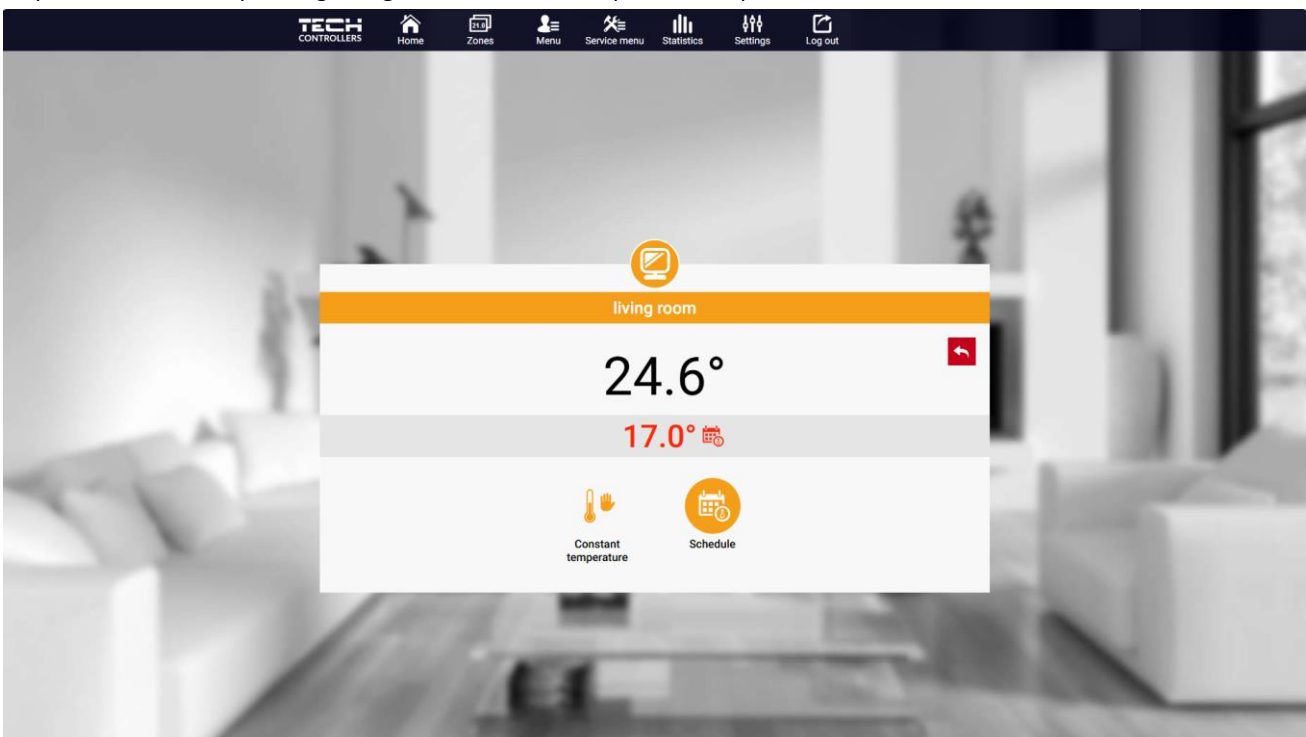 TECH
CONTROLLERS
Home
21.0
Zones
Menu
Service menu
Statistics
Settings
Log out
living room
24.6°
17.0°
Constant
temperature
Schedule